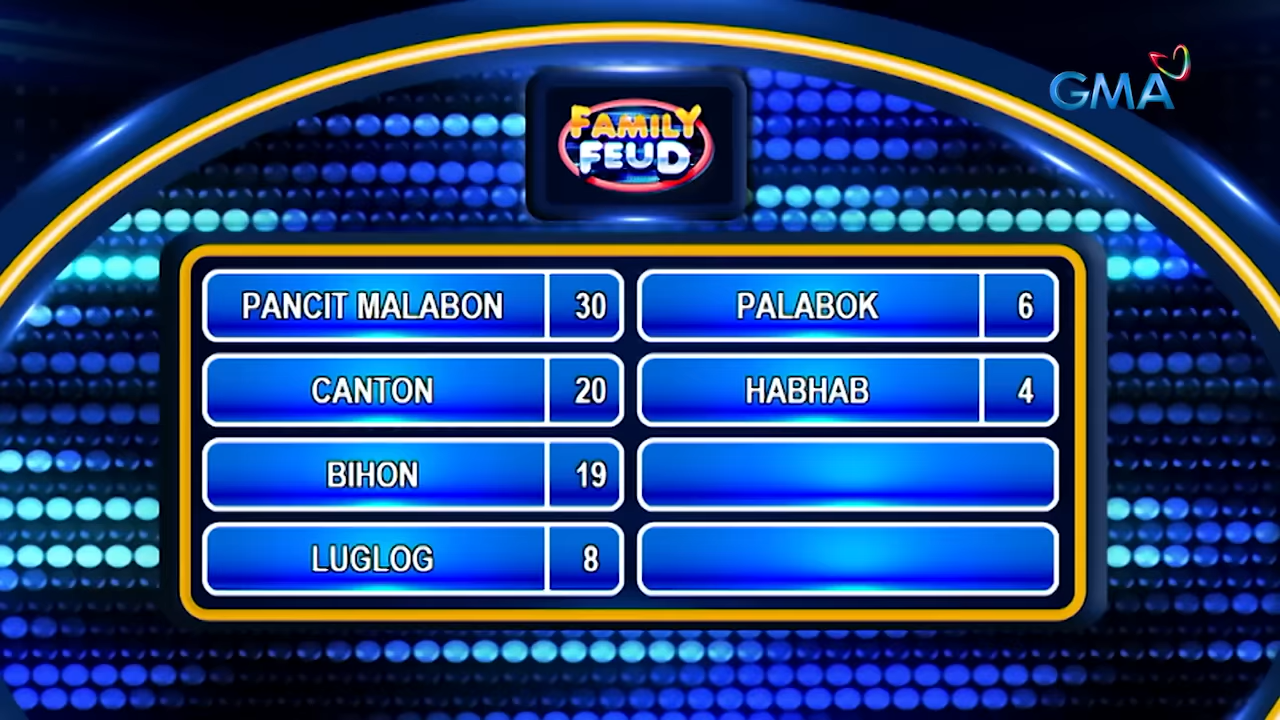 GMA
FAMILY
FEUD
PANCIT MALABON 30
CANTON 20
BIHON 19
LUGLOG 8
PALABOK 6
HABHAB 4